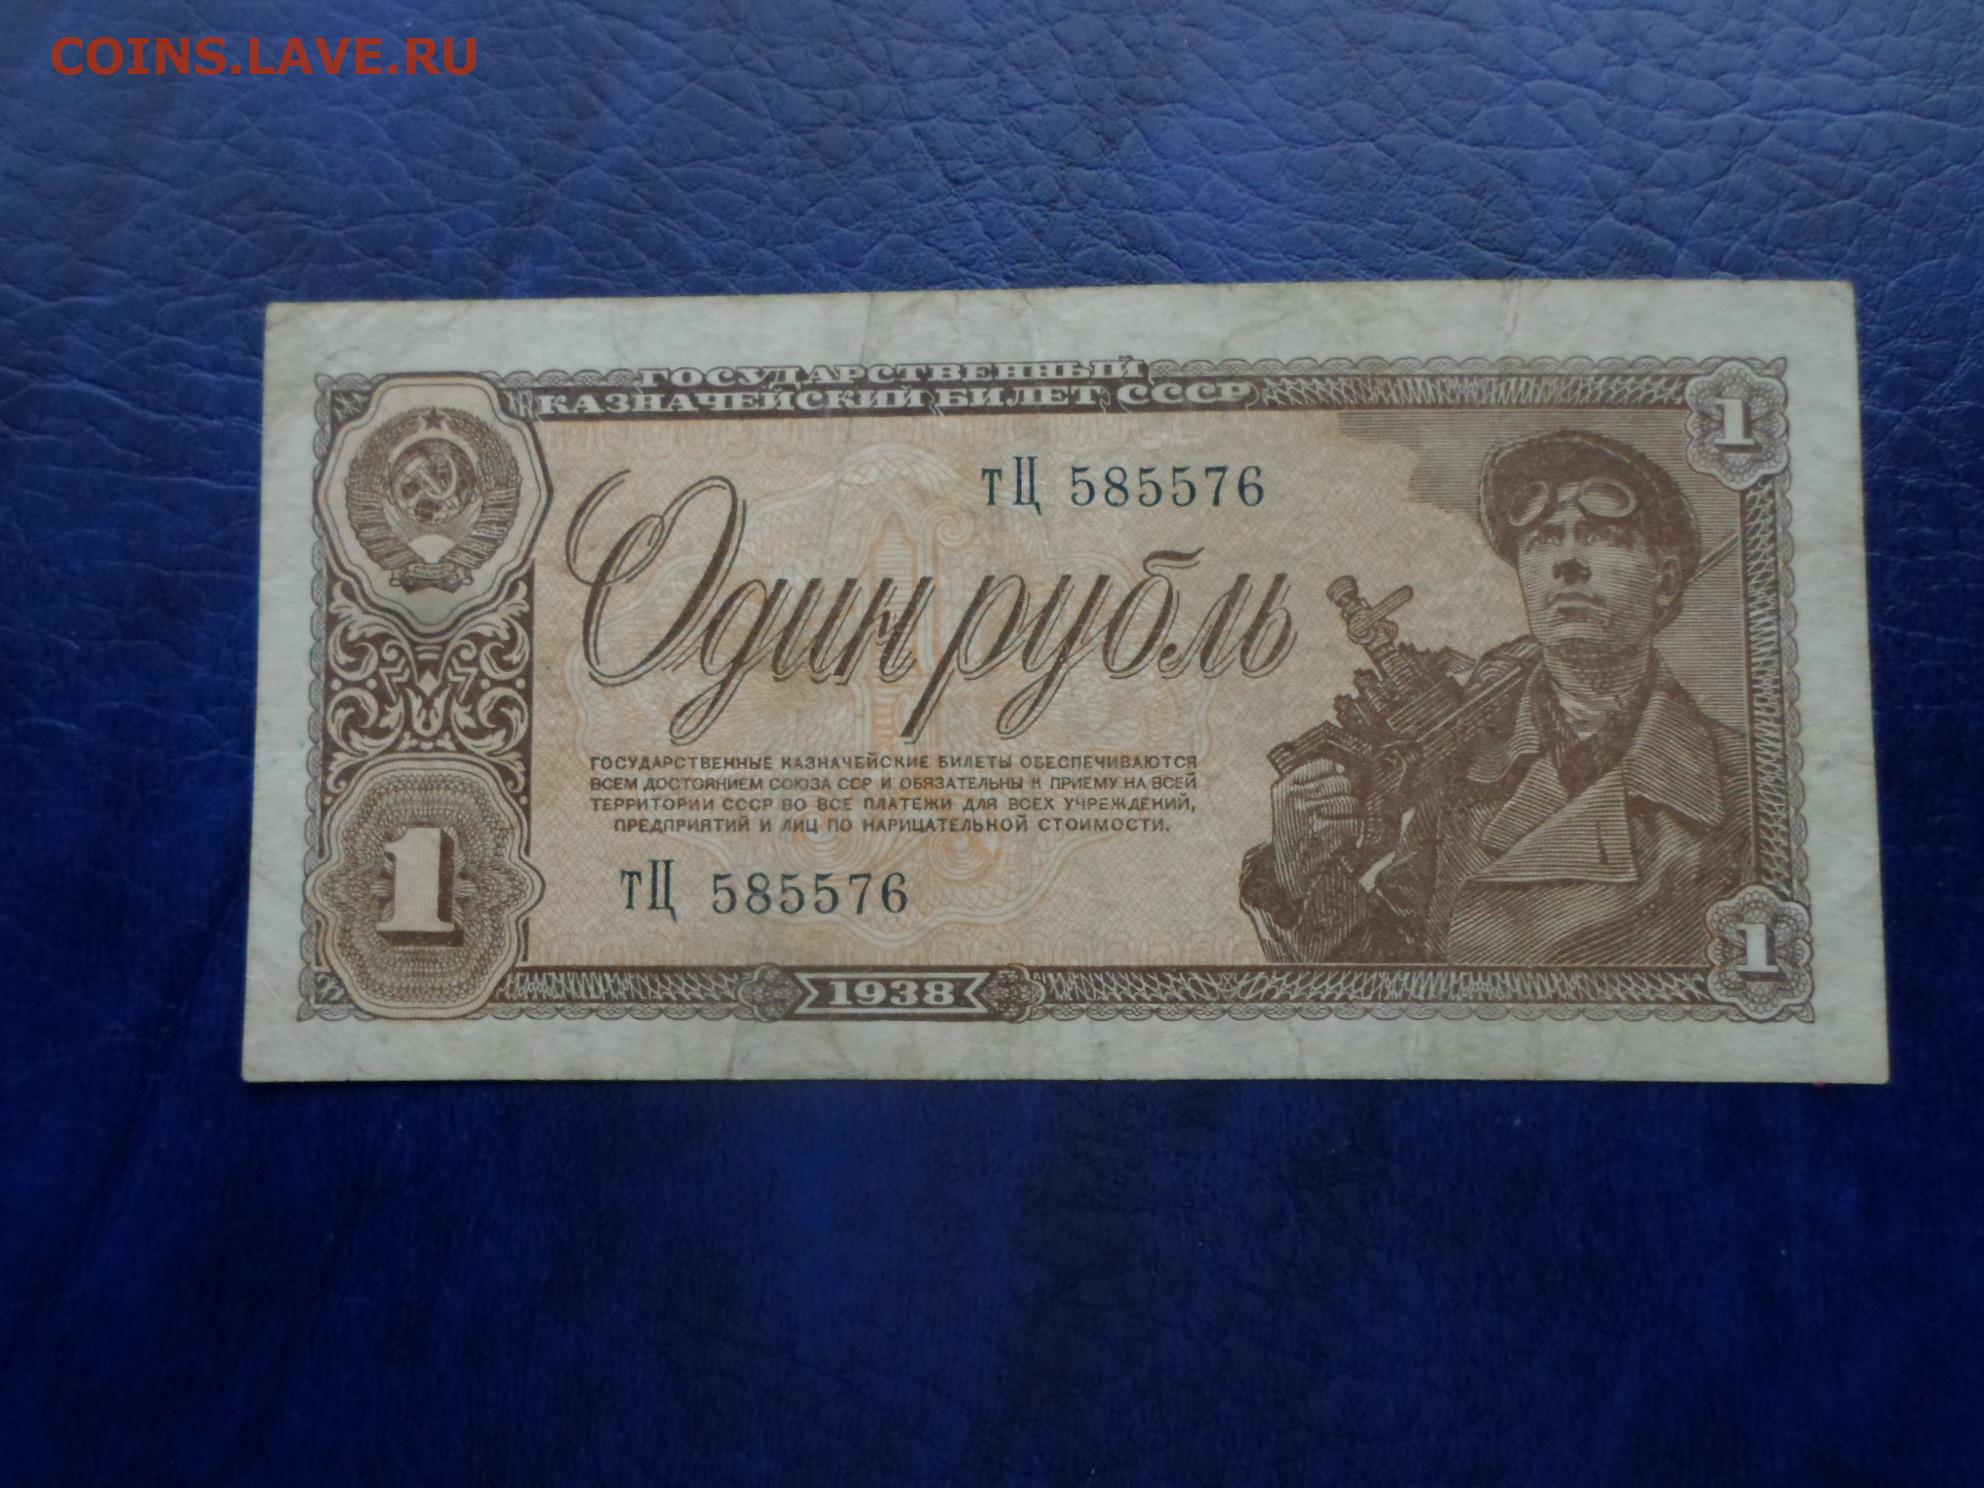 COINS.LAVE.RU
ГОСУДАРСТВЕННЫЙ
КАЗНАЧЕЙСКИЙ БИЛЕТ СССР
1
тЦ 585576
Один рубль
ГОСУДАРСТВЕННЫЕ КАЗНАЧЕЙСКИЕ БИЛЕТЫ ОБЕСПЕЧИВАЮТСЯ
ВСЕМ ДОСТОЯНИЕМ СОЮЗА ССР И ОБЯЗАТЕЛЬНЫ К ПРИЕМУ НА ВСЕЙ
ТЕРРИТОРИИ СССР ВО ВСЕ ПЛАТЕЖИ ДЛЯ ВСЕХ УЧРЕЖДЕНИЙ,
ПРЕДПРИЯТИЙ И ЛИЦ ПО НАРИЦАТЕЛЬНОЙ СТОИМОСТИ.
1
тЦ 585576
1
1938